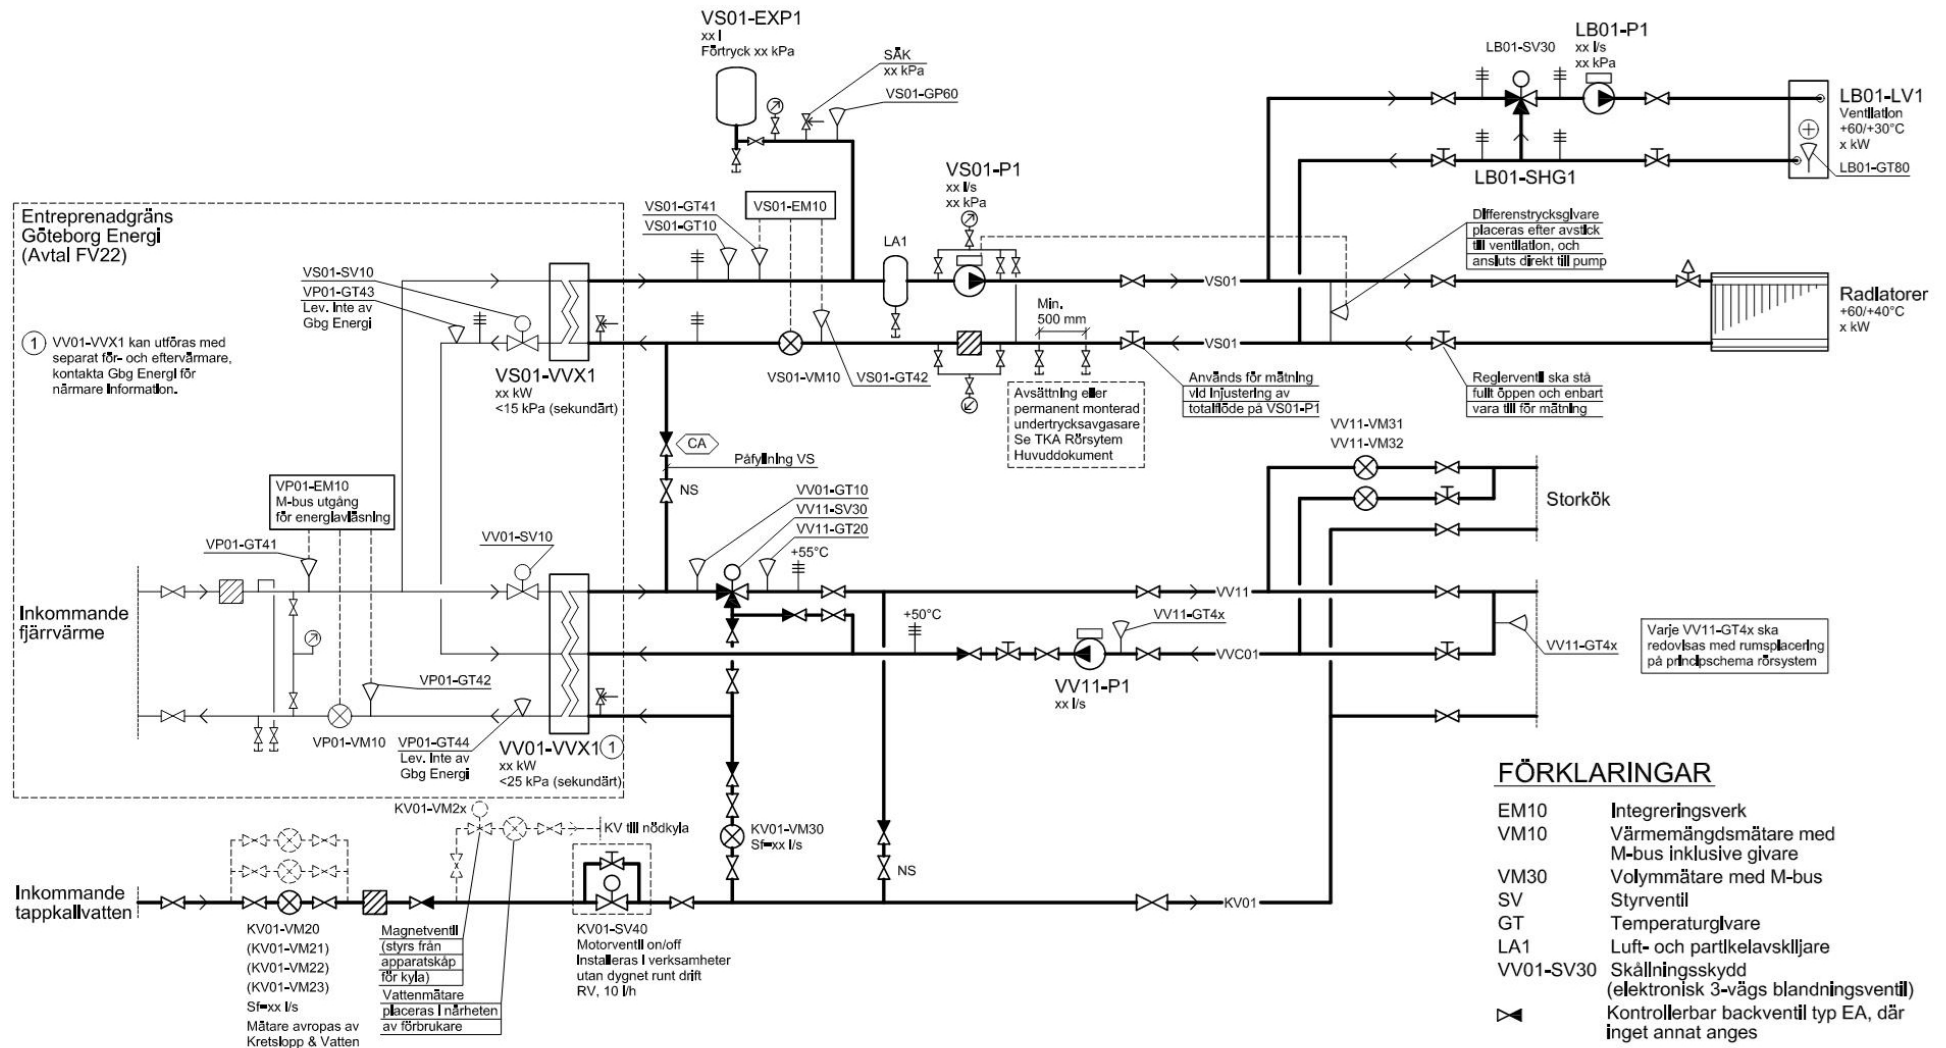 VS01-EXP1
xx l
Förtryck xx kPa
SÄK
xx kPa
VS01-GP60
LB01-SV30
LB01-P1
xx l/s
xx kPa
LB01-LV1
Ventilation
+60/+30°C
x kW
LB01-GT80
LB01-SHG1
VS01-P1
xx l/s
xx kPa
VS01-GT41
VS01-GT10
VS01-EM10
LA1
Differenstrycksgivare
placeras efter avstick
till ventilation, och
ansluts direkt till pump
Entreprenadgräns
Göteborg Energi
(Avtal FV22)
VS01-SV10
VP01-GT43
Lev. Inte av
Gbg Energi
VS01
Min.
500 mm
Radiatorer
+60/+40°C
x kW
1 VV01-VVX1 kan utföras med
separat för- och eftervärmare,
kontakta Gbg Energi för
närmare Information.
VS01
VS01-VVX1
xx kW
<15 kPa (sekundärt)
VS01-VM10
VS01-GT42
Avsättning eller
permanent monterad
undertrycksavgasare
Se TKA Rörsytem
Huvuddokument
Används för mätning
vid Injustering av
totalflöde på VS01-P1
Reglerventil ska stå
fullt öppen och enbart
vara till för mätning
CA
Påfyllning VS
NS
VV11-VM31
VV11-VM32
Storkök
VP01-EM10
M-bus utgång
för energiavläsning
VV01-GT10
VV11-SV30
VV11-GT20
+55°C
VP01-GT41
VV01-SV10
Inkommande
fjärrvärme
VV11
+50°C
VV11-GT4x
VV11-GT4x
Varje VV11-GT4x ska
redovisas med rumsplacering
på principschema rörsystem
VVC01
VV11-P1
xx l/s
VP01-GT42
VP01-VM10
VP01-GT44
Lev. Inte av
Gbg Energi
VV01-VVX1 1
xx kW
<25 kPa (sekundärt)
KV01-VM2x
KV till nödkyla
KV01-VM30
Sf=xx l/s
NS
Inkommande
tappkallvatten
KV01
KV01-VM20
(KV01-VM21)
(KV01-VM22)
(KV01-VM23)
Sf=xx l/s
Mätare avropas av
Kretslopp & Vatten
Magnetventil
(styrs från
apparatskåp
för kyla)
Vattenmätare
placeras I närheten
av förbrukare
KV01-SV40
Motorventil on/off
Installeras I verksamheter
utan dygnet runt drift
RV, 10 l/h
FÖRKLARINGAR
EM10 Integreringsverk
VM10 Värmemängdsmätare med
M-bus inklusive givare
VM30 Volymmätare med M-bus
SV Styrventil
GT Temperaturgivare
LA1 Luft- och partikelavskiljare
VV01-SV30 Skållningsskydd
(elektronisk 3-vägs blandningsventil)
Kontrollerbar backventil typ EA, där
inget annat anges